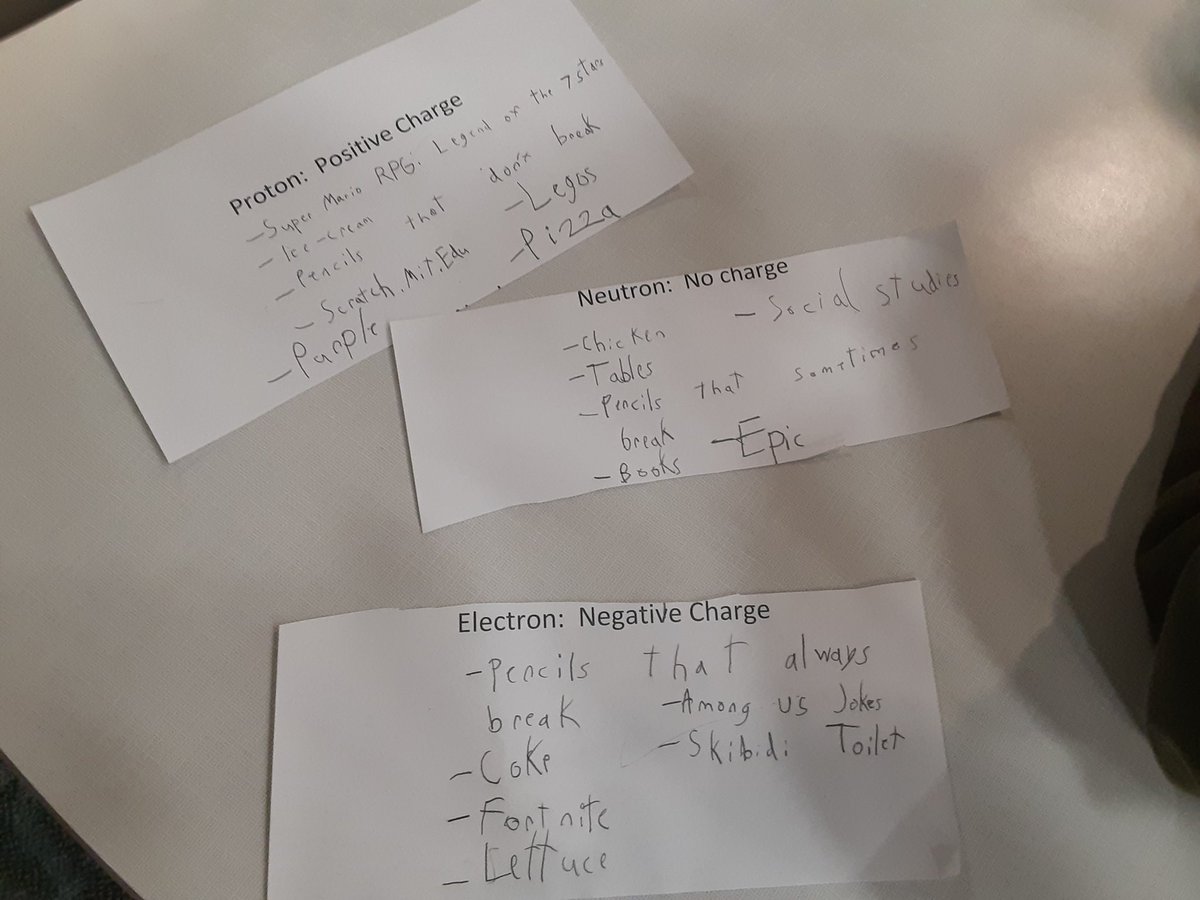 Proton: Positive Charge
- Super Mario RPG: Legend of the 7 stars
- Ice-cream
- Pencils that don't break
- Scratch.Mit.Edu
- Purple
- Legos
- Pizza
Neutron: No charge
- Chicken
- Tables
- Pencils that sometimes
break
- Books
- Social studies
- Epic
Electron: Negative Charge
- Pencils that always
break
- Coke
- Fortnite
- Lettuce
- Among us Jokes
- Skibidi Toilet